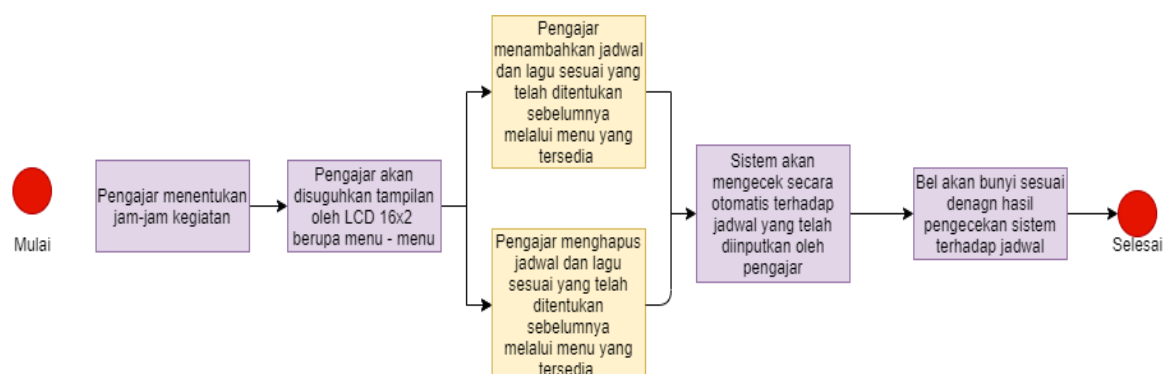 Mulai
Pengajar menentukan
jam-jam kegiatan
Pengajar akan
disuguhkan tampilan
oleh LCD 16x2
berupa menu - menu
Pengajar
menambahkan jadwal
dan lagu sesuai yang
telah ditentukan
sebelumnya
melalui menu yang
tersedia
Pengajar menghapus
jadwal dan lagu
sesuai yang telah
ditentukan
sebelumnya
melalui menu yang
tersedia
Sistem akan
mengecek secara
otomatis terhadap
jadwal yang telah
diinputkan oleh
pengajar
Bel akan bunyi sesuai
denagn hasil
pengecekan sistem
terhadap jadwal
Selesai